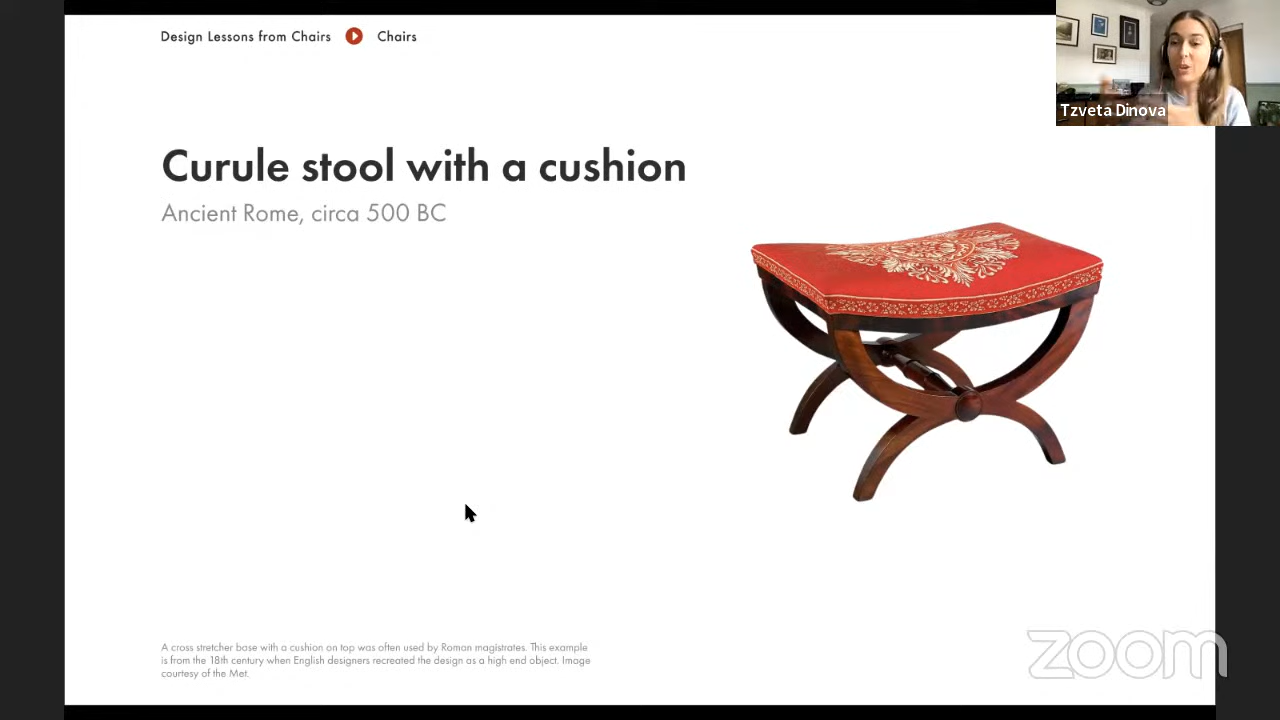 Design Lessons from Chairs Chairs
Tzveta Dinova
Curule stool with a cushion
Ancient Rome, circa 500 BC
A cross stretcher base with a cushion on top was often used by Roman magistrates. This example
is from the 18th century when English designers recreated the design as a high end object. Image
courtesy of the Met.
zoom